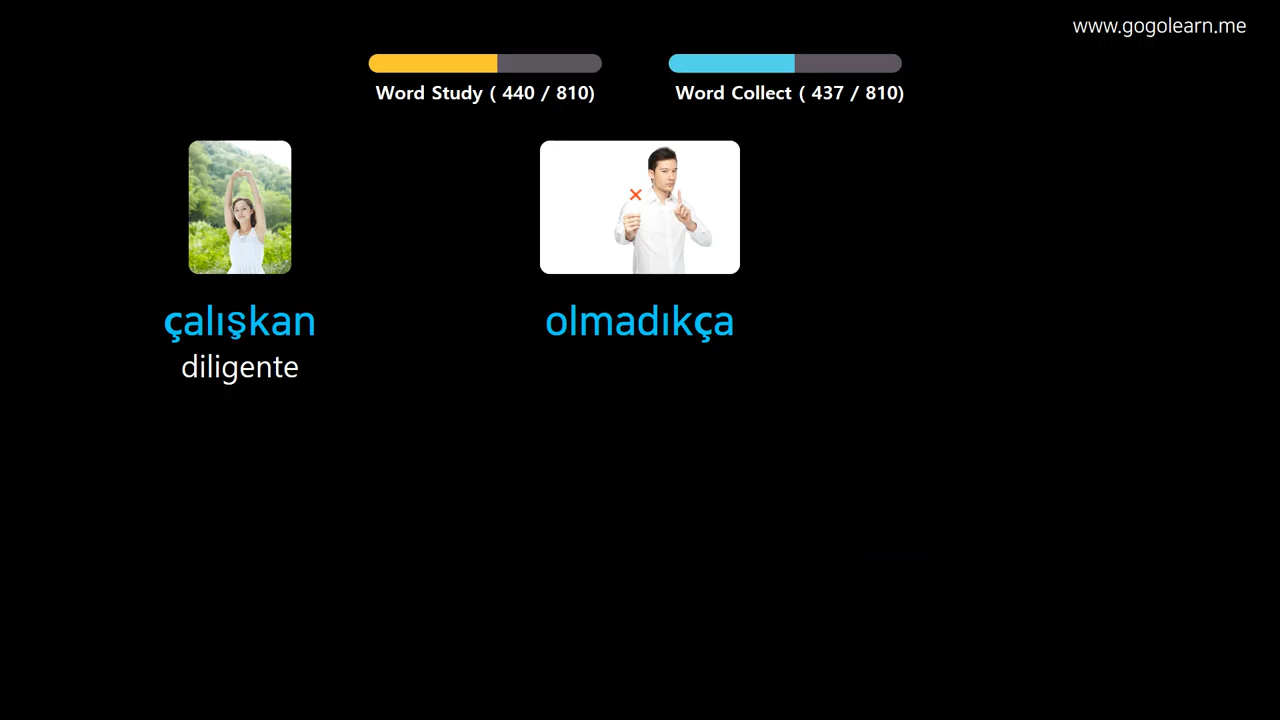 www.gogolearn.me
Word Study ( 440 / 810)
Word Collect ( 437 / 810)
çalışkan
diligente
olmadıkça